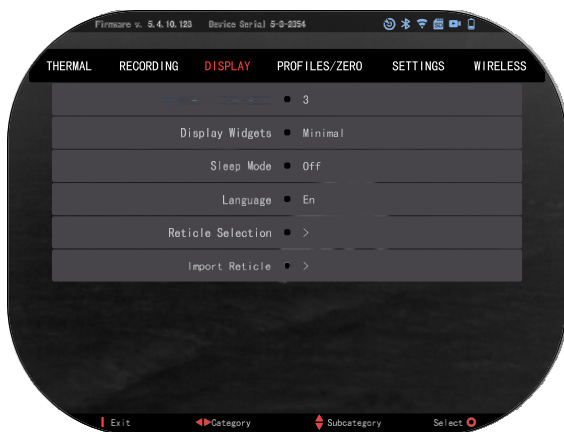 Firmware v. 5.4.10.123 Device Serial 5-3-2354
THERMAL RECORDING DISPLAY PROFILES/ZERO SETTINGS WIRELESS
3
Display Widgets Minimal
Sleep Mode Off
Language En
Reticle Selection >
Import Reticle >
Exit Category Subcategory Select